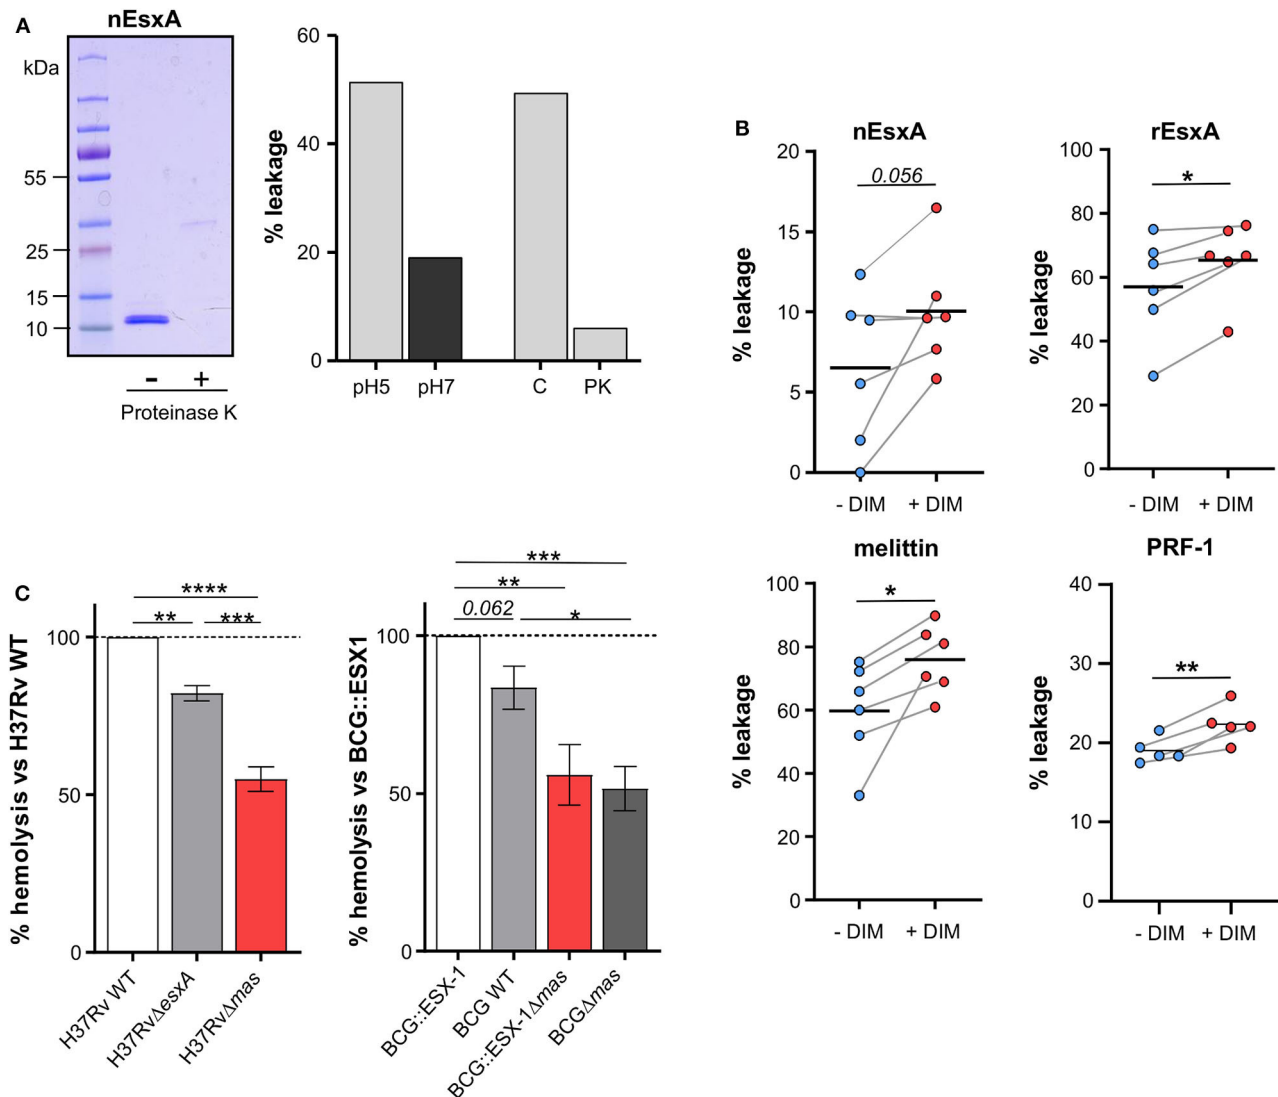 A
nEsxA
kDa
55
25
15
10
- +
Proteinase K
% leakage
60
40
20
0
pH5 pH7 C PK
B
nEsxA
% leakage
20
15
10
5
0
0.056
- DIM + DIM
rEsxA
% leakage
100
80
60
40
20
0
*
- DIM + DIM
melittin
% leakage
100
80
60
40
20
0
*
- DIM + DIM
PRF-1
% leakage
40
30
20
10
0
**
- DIM + DIM
C
% hemolysis vs H37Rv WT
100
50
0
****
** ***
H37Rv WT
H37RvΔesxA
H37RvΔmas
% hemolysis vs BCG::ESX1
100
50
0
***
**
0.062 *
BCG::ESX-1
BCG WT
BCG::ESX-1Δmas
BCGΔmas